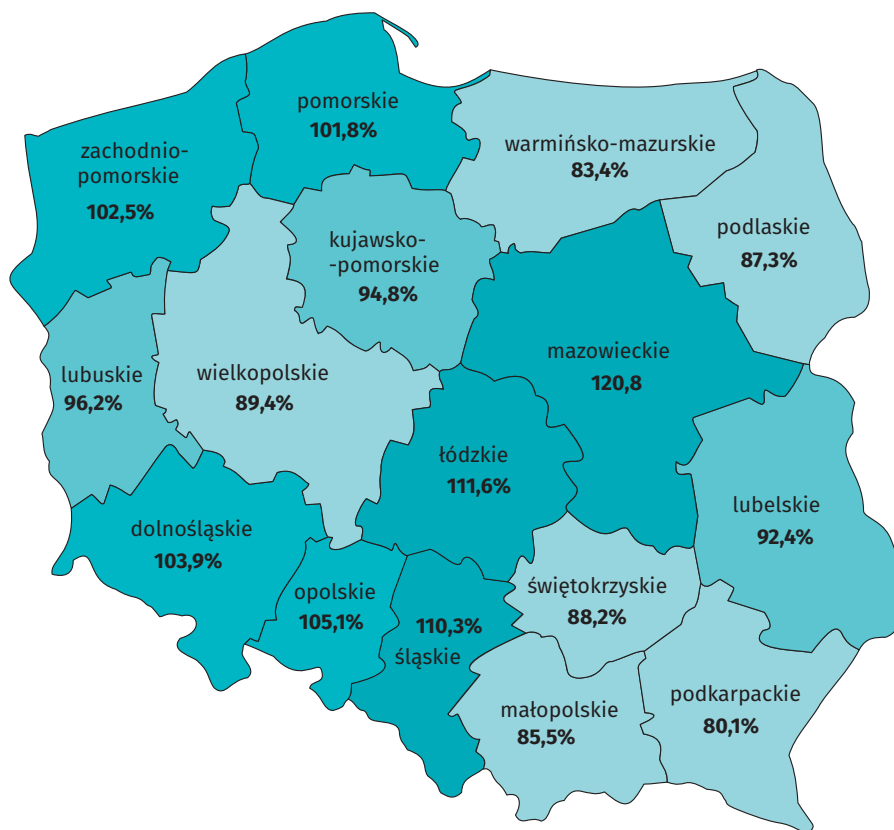 pomorskie
101,8%
zachodnio-
pomorskie
102,5%
warmińsko-mazurskie
83,4%
podlaskie
87,3%
kujawsko-
-pomorskie
94,8%
mazowieckie
120,8
lubuskie
96,2%
wielkopolskie
89,4%
łódzkie
111,6%
lubelskie
92,4%
dolnośląskie
103,9%
opolskie
105,1%
110,3%
śląskie
świętokrzyskie
88,2%
małopolskie
85,5%
podkarpackie
80,1%